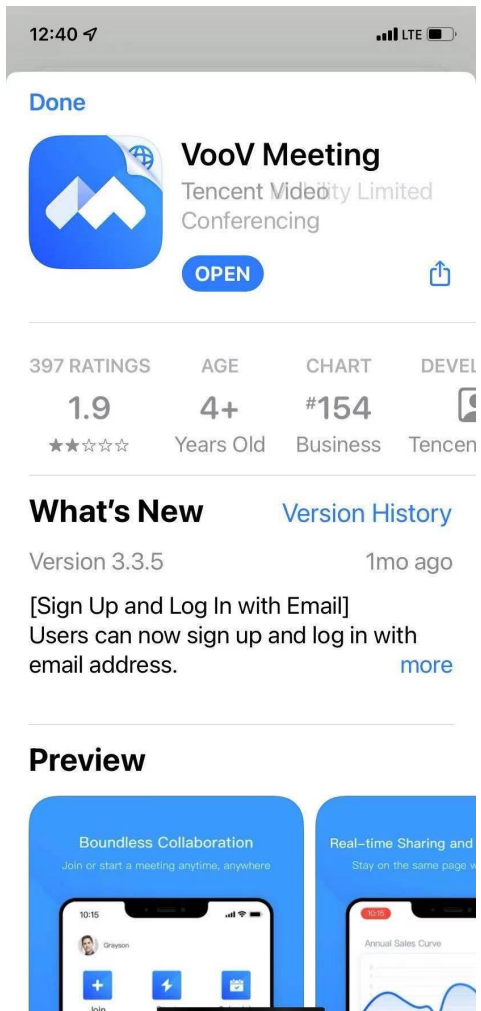 12:40
LTE
Done
VooV Meeting
Tencent Video
Conferencing
OPEN
397 RATINGS
AGE
CHART
DEVEL
1.9
4+
#154
Years Old
Business
Tencen
What's New
Version History
Version 3.3.5
1mo ago
[Sign Up and Log In with Email]
Users can now sign up and log in with
email address.
more
Preview
Boundless Collaboration
Join or start a meeting anytime, anywhere
10:15
Grayson
Join
Real-time Sharing and
Stay on the same page w
10:15
Annual Sales Curve